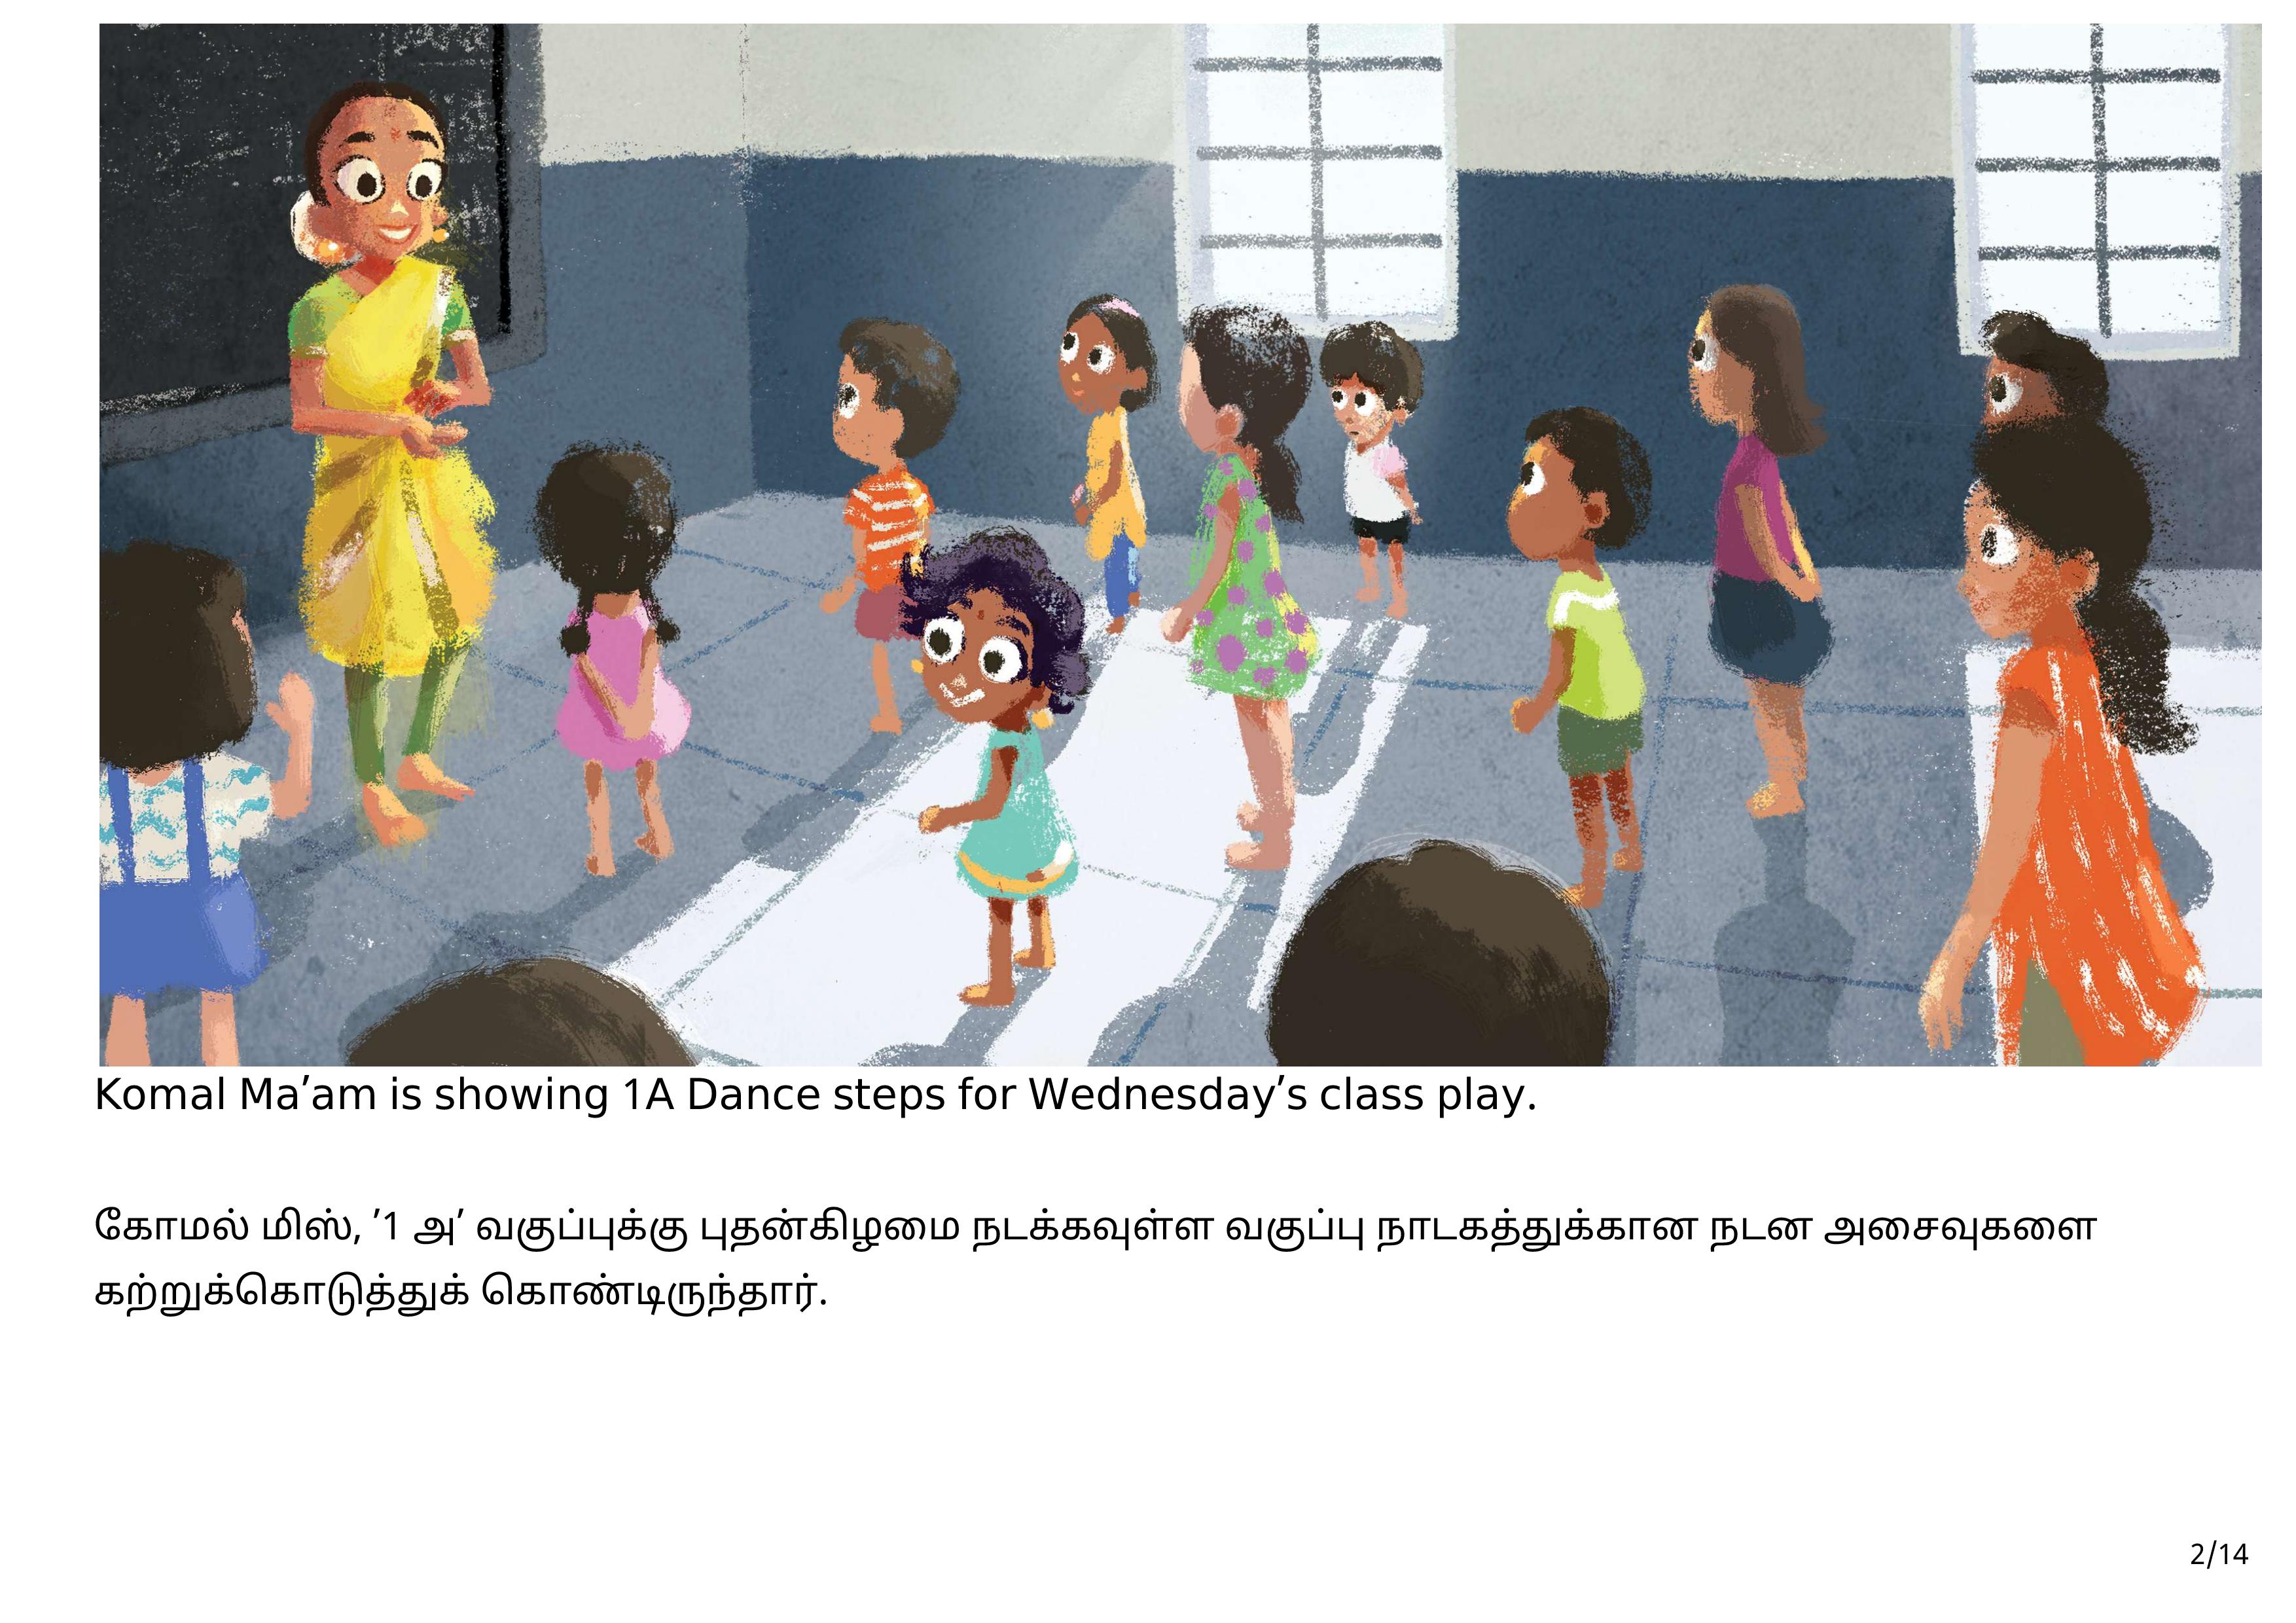 Komal Ma’am is showing 1A Dance steps for Wednesday’s class play.
கோமல் மிஸ், ’1 அ’ வகுப்புக்கு புதன்கிழமை நடக்கவுள்ள வகுப்பு நாடகத்துக்கான நடன அசைவுகளை
கற்றுக்கொடுத்துக் கொண்டிருந்தார்.
2/14